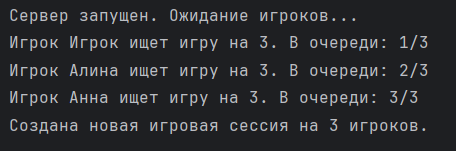 Сервер запущен. Ожидание игроков...
Игрок Игрок ищет игру на 3. В очереди: 1/3
Игрок Алина ищет игру на 3. В очереди: 2/3
Игрок Анна ищет игру на 3. В очереди: 3/3
Создана новая игровая сессия на 3 игроков.